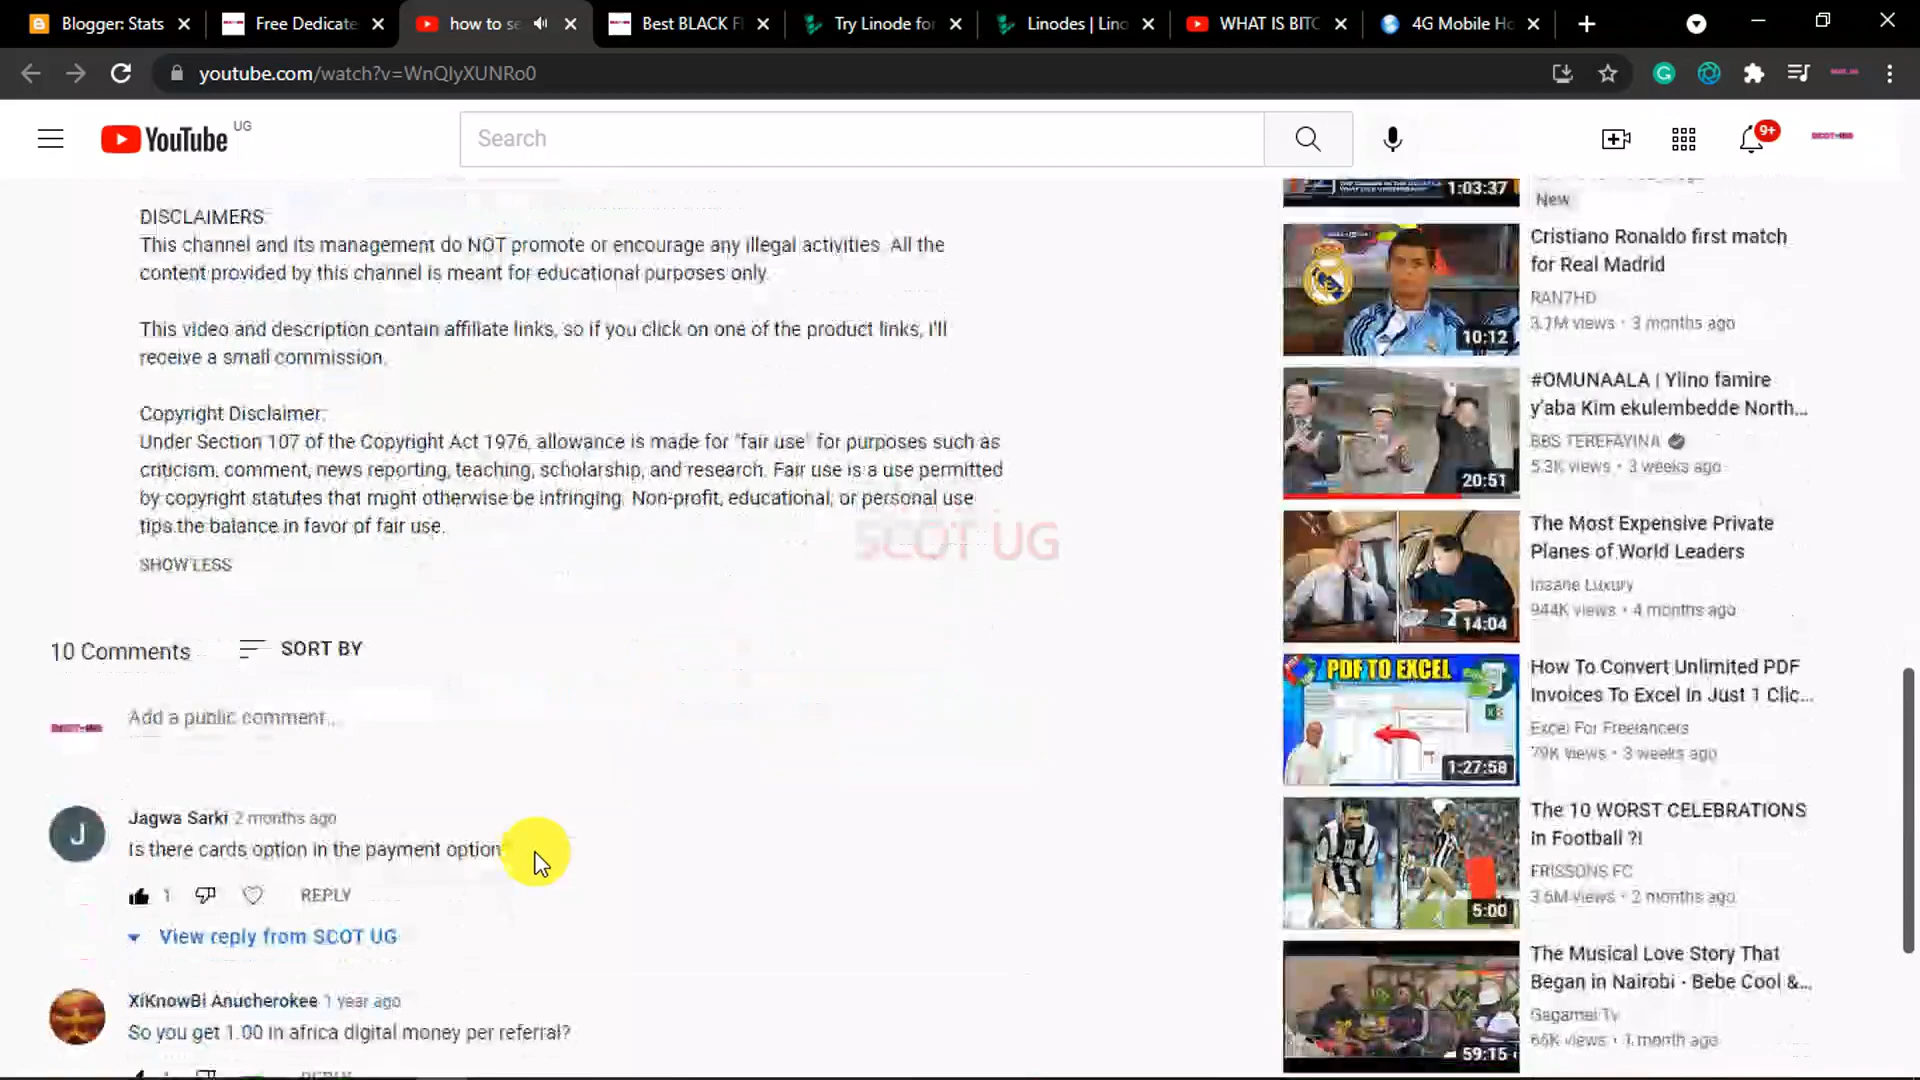 Blogger: Stats
Free Dedicate
how to se
Best BLACK F
Try Linode for
Linodes | Lino
WHAT IS BITC
4G Mobile Ho
youtube.com/watch?v=WnQIyXUNRo0
YouTube UG
Search
9+
DISCLAIMERS
This channel and its management do NOT promote or encourage any illegal activities All the
content provided by this channel is meant for educational purposes only.
This video and description contain affiliate links, so if you click on one of the product links, I'll
receive a small commission.
Copyright Disclaimer:
Under Section 107 of the Copyright Act 1976, allowance is made for "fair use" for purposes such as
criticism, comment, news reporting, teaching, scholarship, and research. Fair use is a use permitted
by copyright statutes that might otherwise be infringing. Non-profit, educational, or personal use
tips the balance in favor of fair use.
SCOT UG
SHOW LESS
10 Comments
SORT BY
Add a public comment...
Jagwa Sarki 2 months ago
Is there cards option in the payment option
1
REPLY
View reply from SCOT UG
XiKnowBi Anucherokee 1 year ago
So you get 1.00 in africa digital money per referral?
REPLY
1:03:37
New
Cristiano Ronaldo first match
for Real Madrid
RAN7HD
3.1M views • 3 months ago
10:12
#OMUNAALA | Yiino famire
y'aba Kim ekulembedde North...
BBS TEREFAYINA
5.3K views • 3 weeks ago
20:51
The Most Expensive Private
Planes of World Leaders
Insane Luxury
944K views • 4 months ago
14:04
PDF TO EXCEL
How To Convert Unlimited PDF
Invoices To Excel In Just 1 Clic...
Excel For Freelancers
79K views • 3 weeks ago
1:27:58
The 10 WORST CELEBRATIONS
In Football ?!
FRISSONS FC
3.6M views • 2 months ago
5:00
The Musical Love Story That
Began in Nairobi - Bebe Cool &...
Gagamel Tv
66K views • 1 month ago
59:15